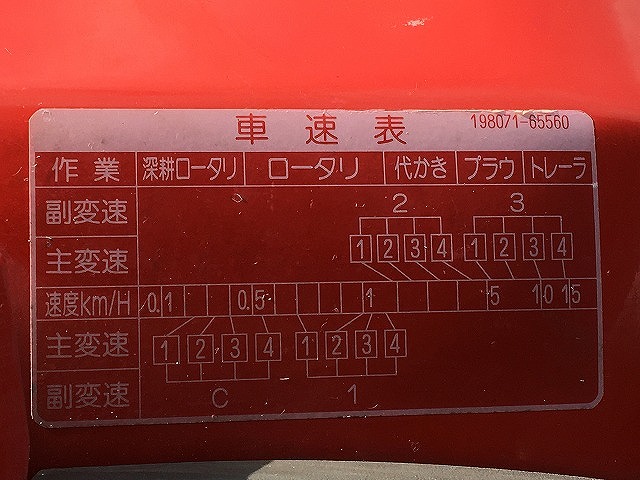 車速表 198071-65560
作業 深耕ロータリ ロータリ 代かき プラウ トレーラ
副変速 2 3
主変速 1 2 3 4 1 2 3 4
速度km/H 0.1 0.5 1 5 10 15
主変速 1 2 3 4 1 2 3 4
副変速 C 1